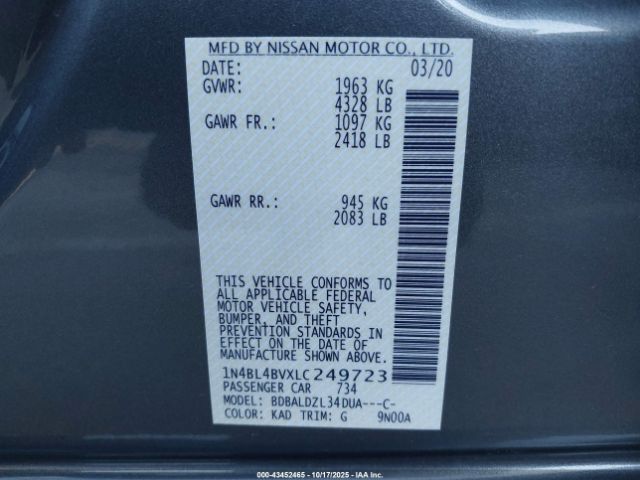 MFD BY NISSAN MOTOR CO., LTD.
DATE: 03/20
GVWR: 1963 KG
4328 LB
GAWR FR.: 1097 KG
2418 LB
GAWR RR.: 945 KG
2083 LB
THIS VEHICLE CONFORMS TO
ALL APPLICABLE FEDERAL
MOTOR VEHICLE SAFETY,
BUMPER, AND THEFT
PREVENTION STANDARDS IN
EFFECT ON THE DATE OF
MANUFACTURE SHOWN ABOVE.
1N4BL4BVXLC249723
PASSENGER CAR 734
MODEL: BDBALDZL34DUA---C-
COLOR: KAD TRIM: G 9N00A
000-43452465 - 10/17/2025 - IAAI.com